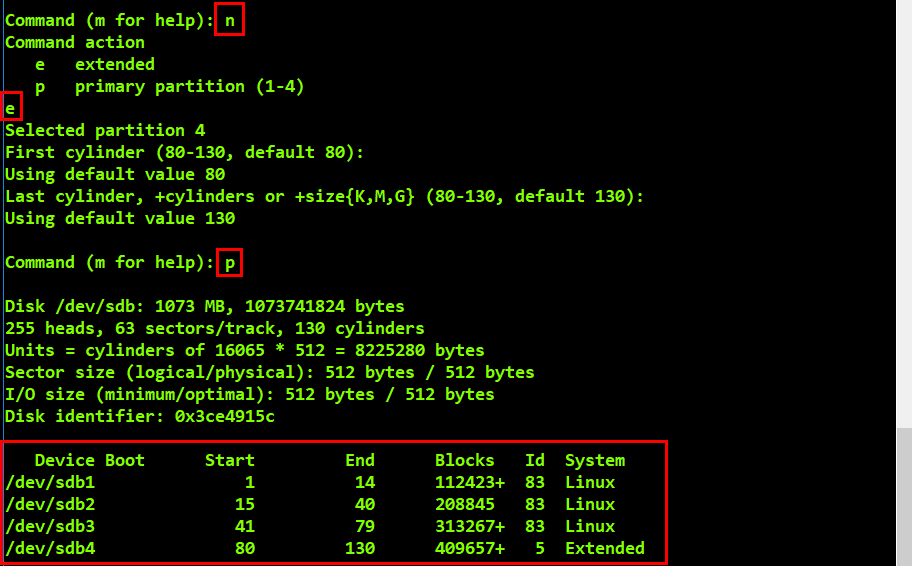 Command (m for help): n
Command action
   e   extended
   p   primary partition (1-4)
e
Selected partition 4
First cylinder (80-130, default 80):
Using default value 80
Last cylinder, +cylinders or +size{K,M,G} (80-130, default 130):
Using default value 130
Command (m for help): p
Disk /dev/sdb: 1073 MB, 1073741824 bytes
255 heads, 63 sectors/track, 130 cylinders
Units = cylinders of 16065 * 512 = 8225280 bytes
Sector size (logical/physical): 512 bytes / 512 bytes
I/O size (minimum/optimal): 512 bytes / 512 bytes
Disk identifier: 0x3ce4915c
   Device Boot      Start         End      Blocks   Id  System
/dev/sdb1               1          14      112423+  83  Linux
/dev/sdb2              15          40      208845   83  Linux
/dev/sdb3              41          79      313267+  83  Linux
/dev/sdb4              80         130      409657+   5  Extended